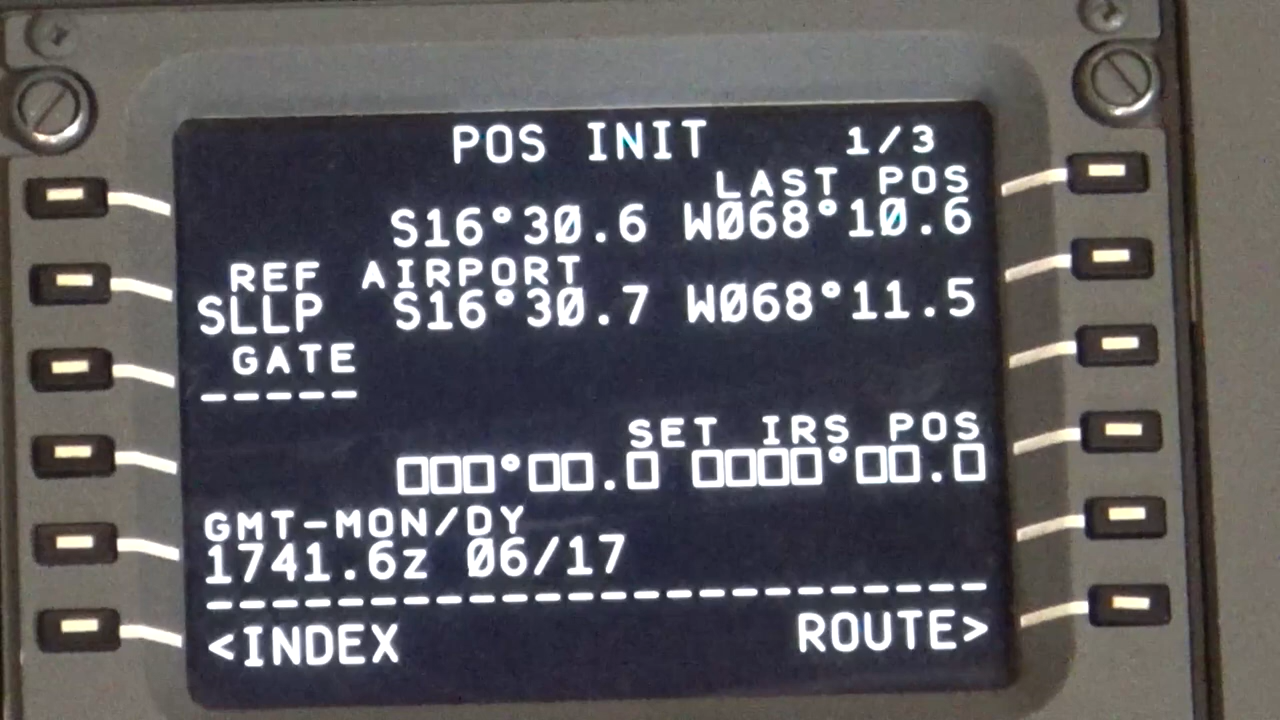 POS INIT 1/3
LAST POS
S16°30.6 W068°10.6
REF AIRPORT
SLLP S16°30.7 W068°11.5
GATE
-----
SET IRS POS
□□□°□□.□ □□□□°□□.□
GMT-MON/DY
1741.6z 06/17
------------------------
<INDEX ROUTE>